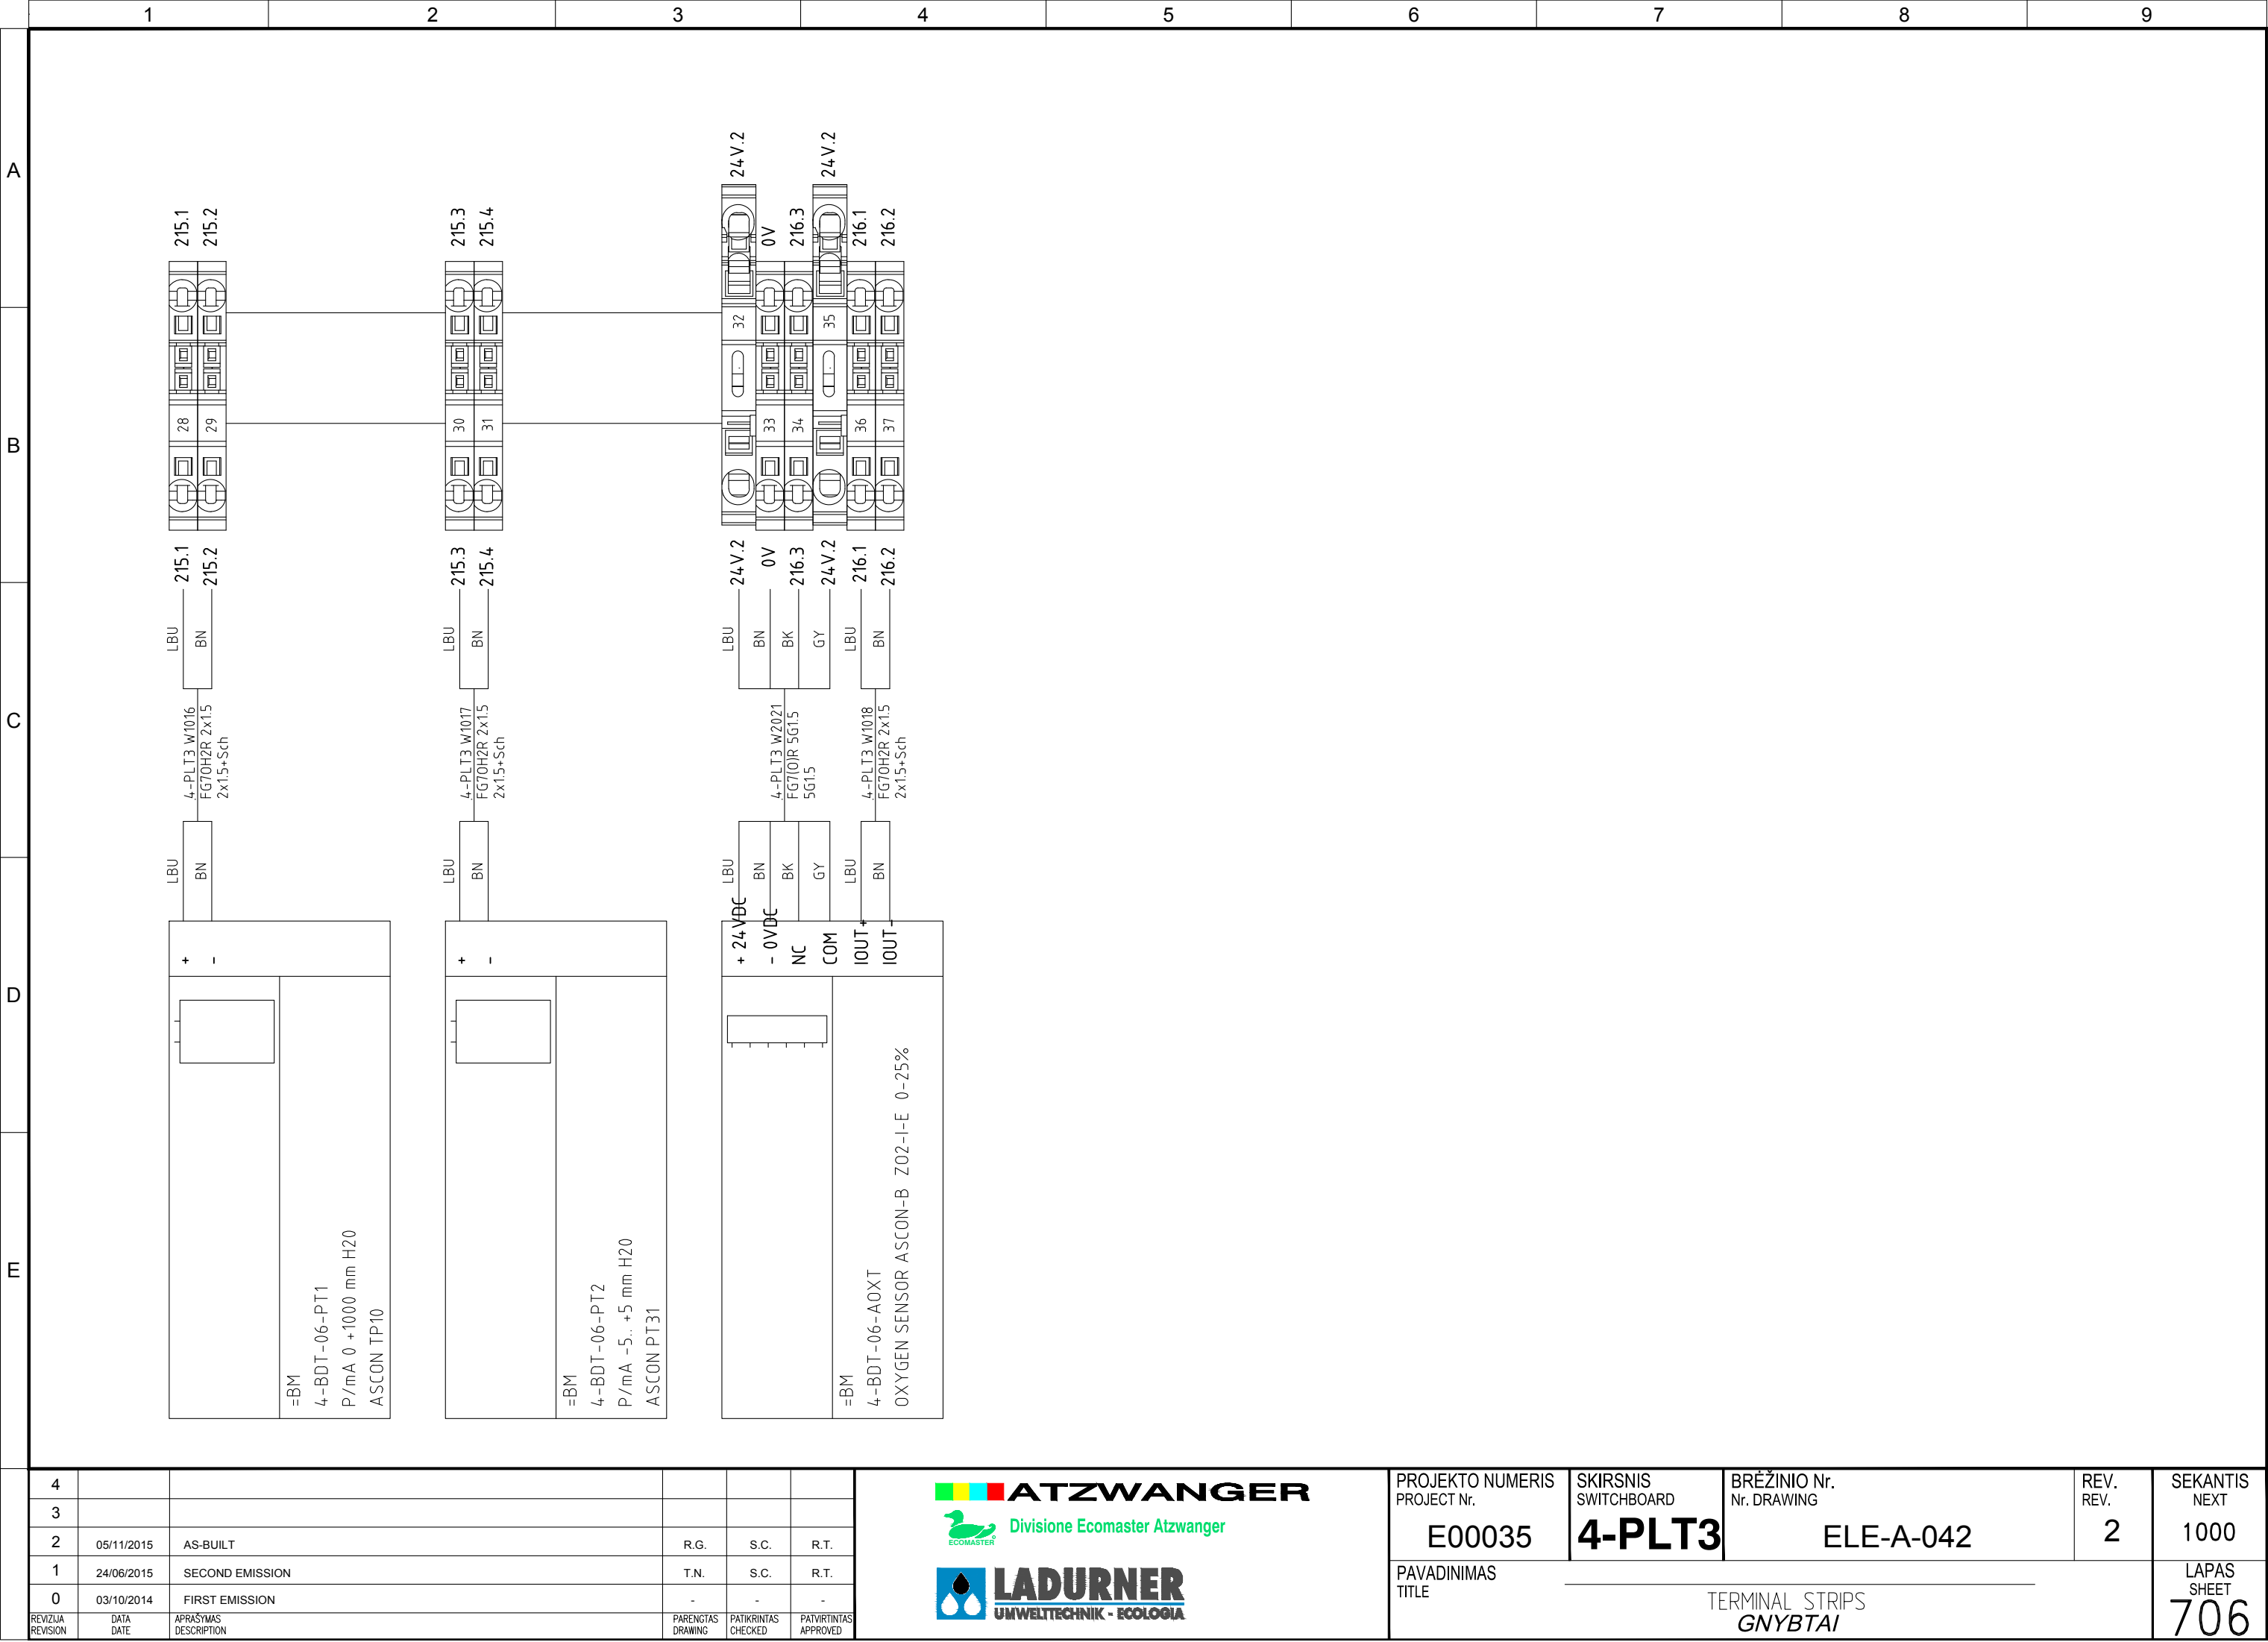 1 2 3 4 5 6 7 8 9
A
B
C
D
E
215.1
215.2
215.3
215.4
24V.2
0V
216.3
24V.2
216.1
216.2
28
29
30
31
32
33
34
35
36
37
215.1
215.2
215.3
215.4
24V.2
0V
216.3
24V.2
216.1
216.2
LBU
BN
LBU
BN
LBU
BN
BK
GY
LBU
BN
4-PLT3 W1016
FG7OH2R 2x1.5
2x1.5+Sch
4-PLT3 W1017
FG7OH2R 2x1.5
2x1.5+Sch
4-PLT3 W2021
FG7(O)R 5G1.5
5G1.5
4-PLT3 W1018
FG7OH2R 2x1.5
2x1.5+Sch
LBU
BN
LBU
BN
LBU
BN
BK
GY
LBU
BN
+
-
+
-
+ 24VDC
- 0VDC
NC
COM
IOUT+
IOUT-
=BM
4-BDT-06-PT1
P/mA 0 +1000 mm H2O
ASCON TP10
=BM
4-BDT-06-PT2
P/mA -5.. +5 mm H2O
ASCON PT31
=BM
4-BDT-06-AOXT
OXYGEN SENSOR ASCON-B ZO2-I-E 0-25%
4
3
2 05/11/2015 AS-BUILT R.G. S.C. R.T.
1 24/06/2015 SECOND EMISSION T.N. S.C. R.T.
0 03/10/2014 FIRST EMISSION - - -
REVIZIJA DATA APRAŠYMAS PARENGTAS PATIKRINTAS PATVIRTINTAS
REVISION DATE DESCRIPTION DRAWING CHECKED APPROVED
ATZWANGER
Divisione Ecomaster Atzwanger
ECOMASTER
LADURNER
UMWELTTECHNIK - ECOLOGIA
PROJEKTO NUMERIS
PROJECT Nr.
E00035
SKIRSNIS
SWITCHBOARD
4-PLT3
BRĖŽINIO Nr.
Nr. DRAWING
ELE-A-042
REV.
REV.
2
SEKANTIS
NEXT
1000
PAVADINIMAS
TITLE
TERMINAL STRIPS
GNYBTAI
LAPAS
SHEET
706